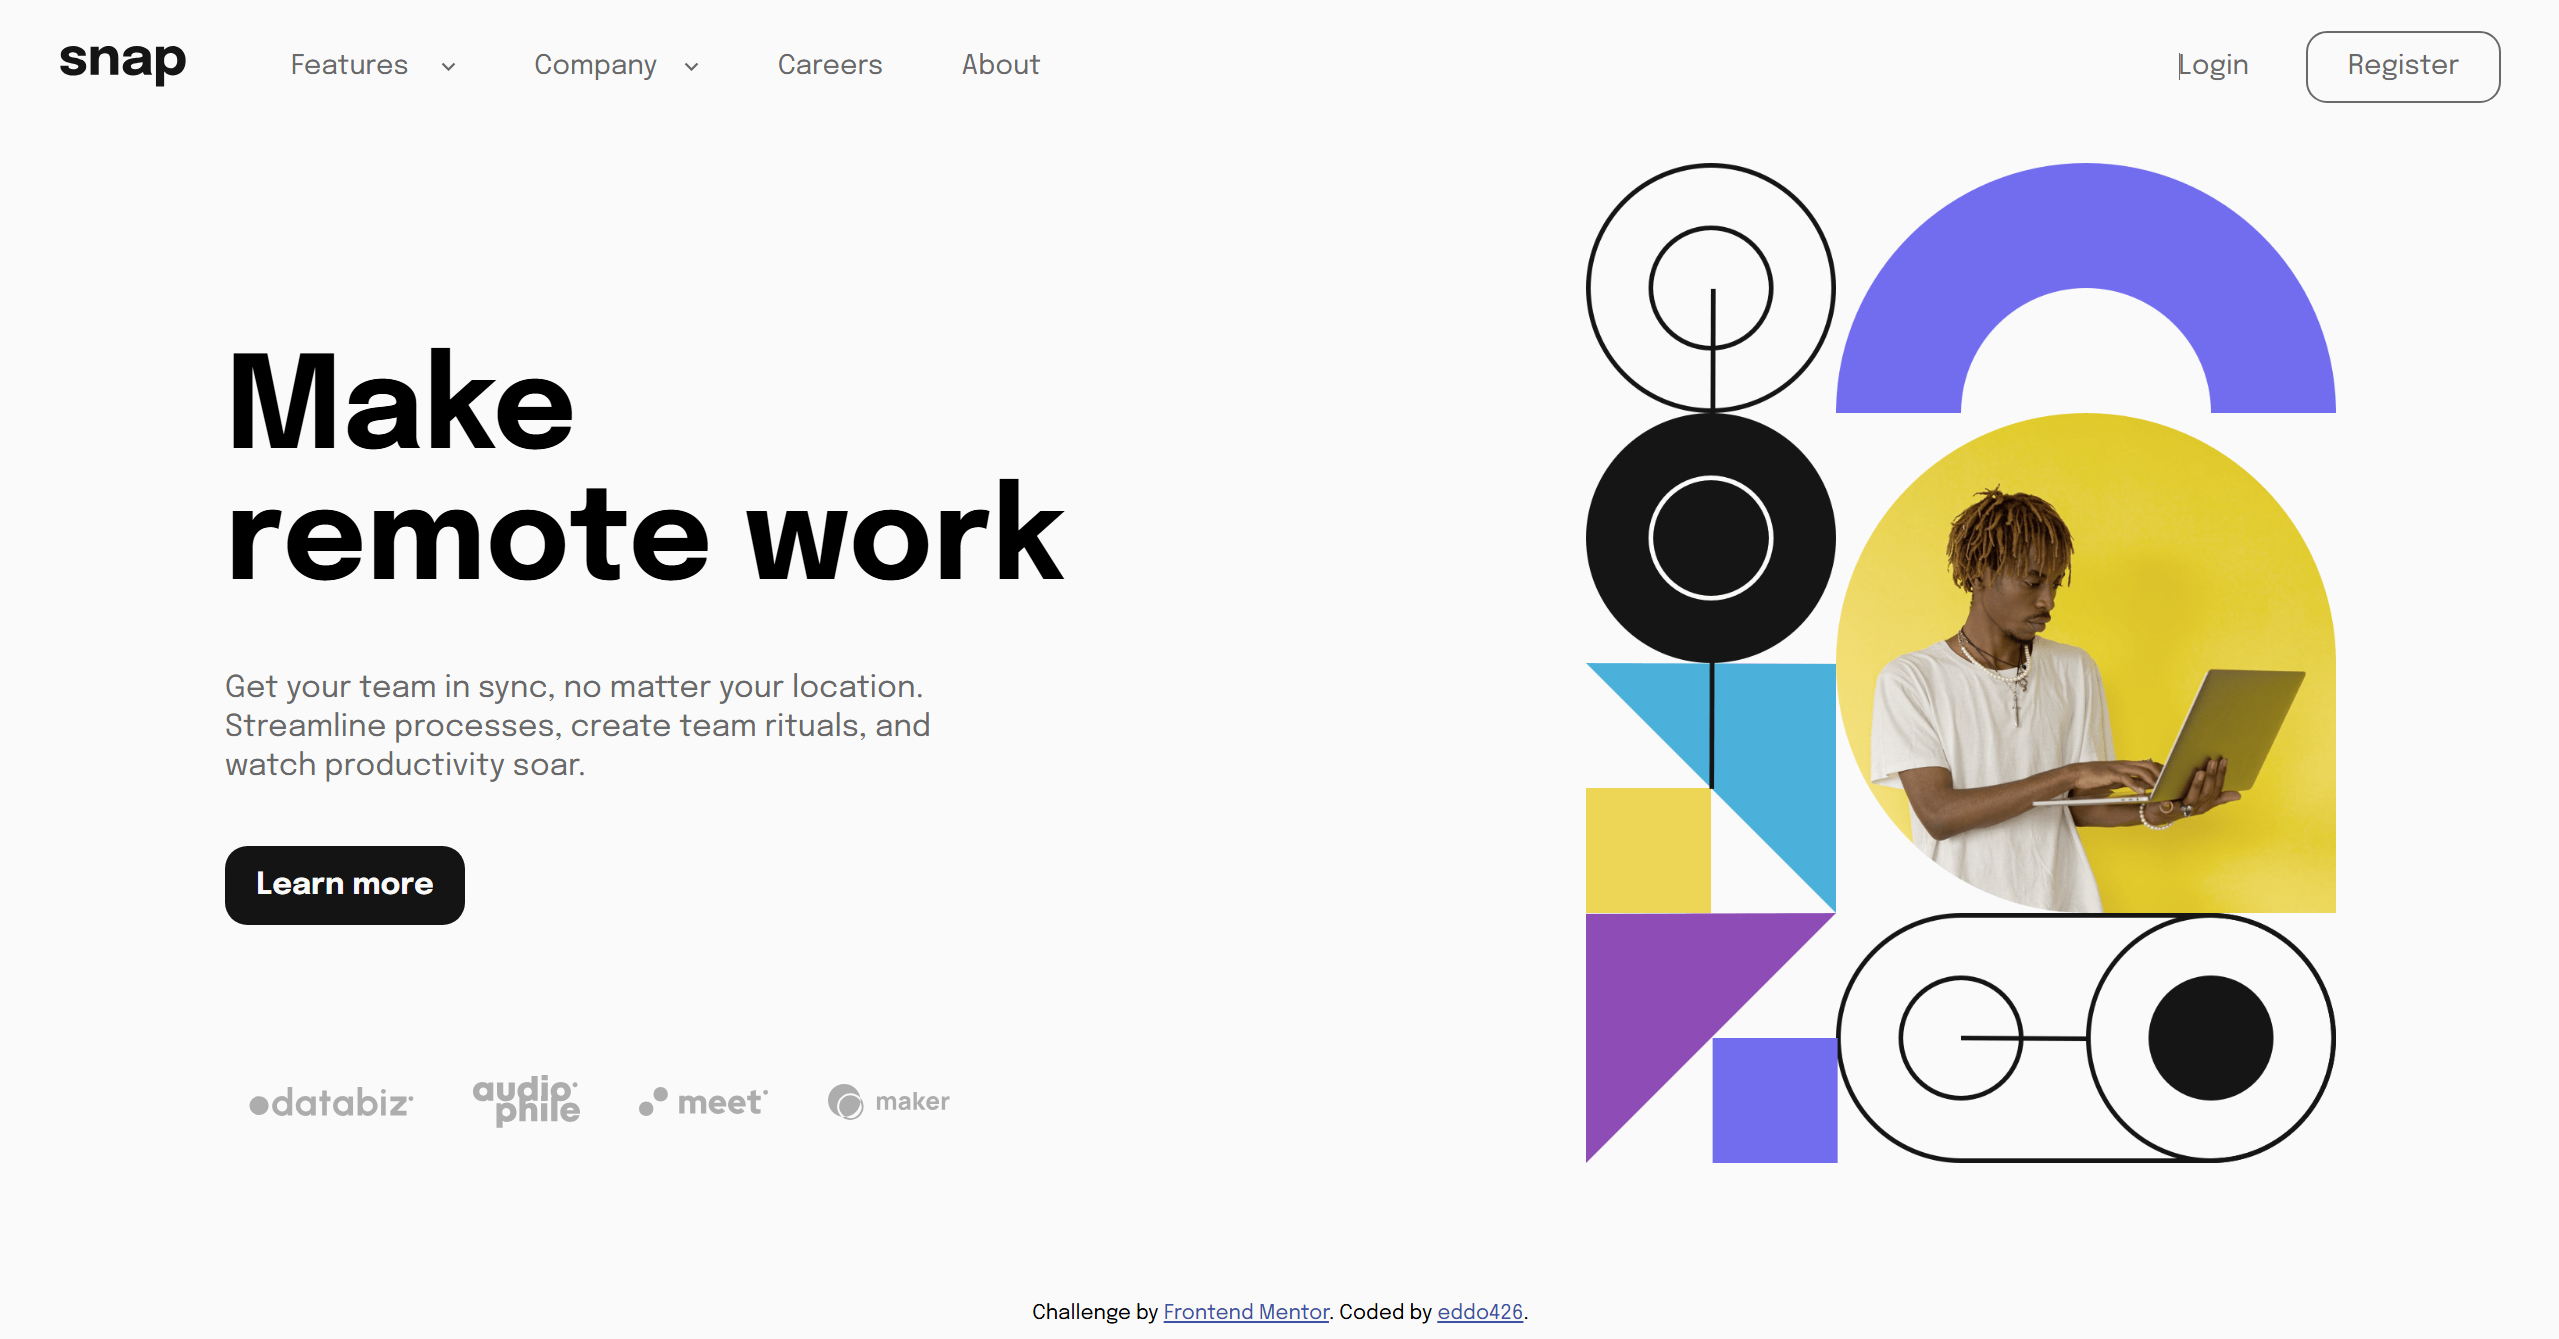 snap Features Company Careers About Login Register
Make
remote work
Get your team in sync, no matter your location.
Streamline processes, create team rituals, and
watch productivity soar.
Learn more
databiz audiophile meet maker
Challenge by Frontend Mentor. Coded by eddo426.